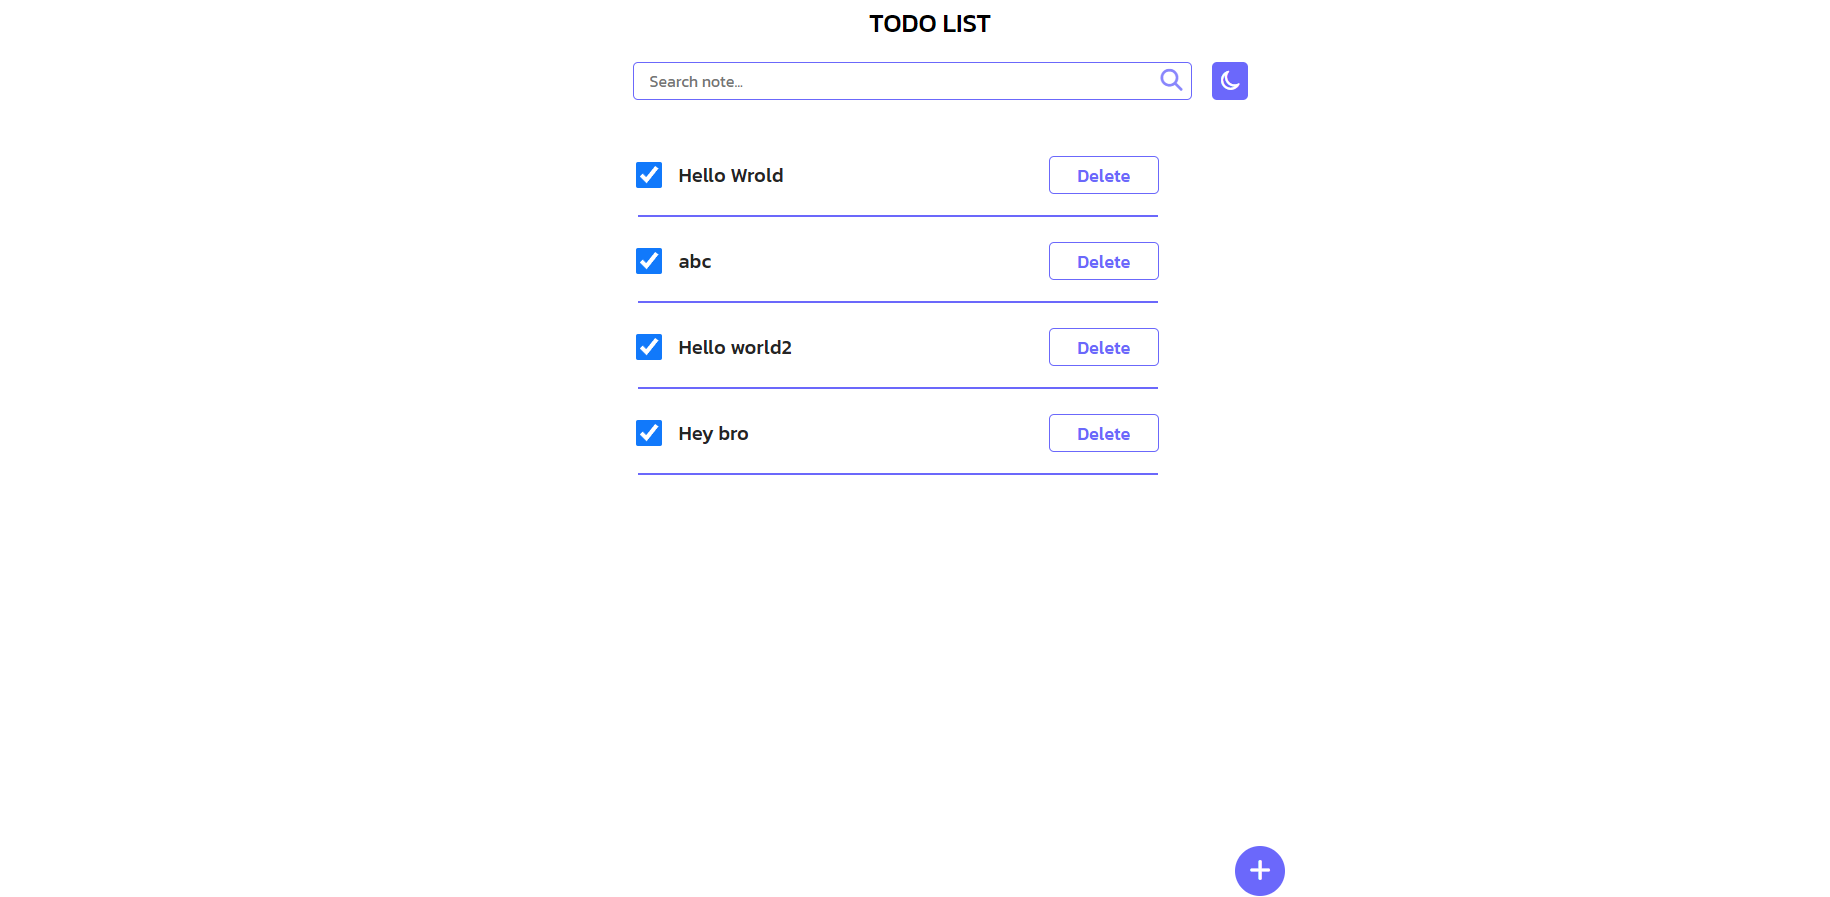 TODO LIST
Search note...
Hello Wrold Delete
abc Delete
Hello world2 Delete
Hey bro Delete